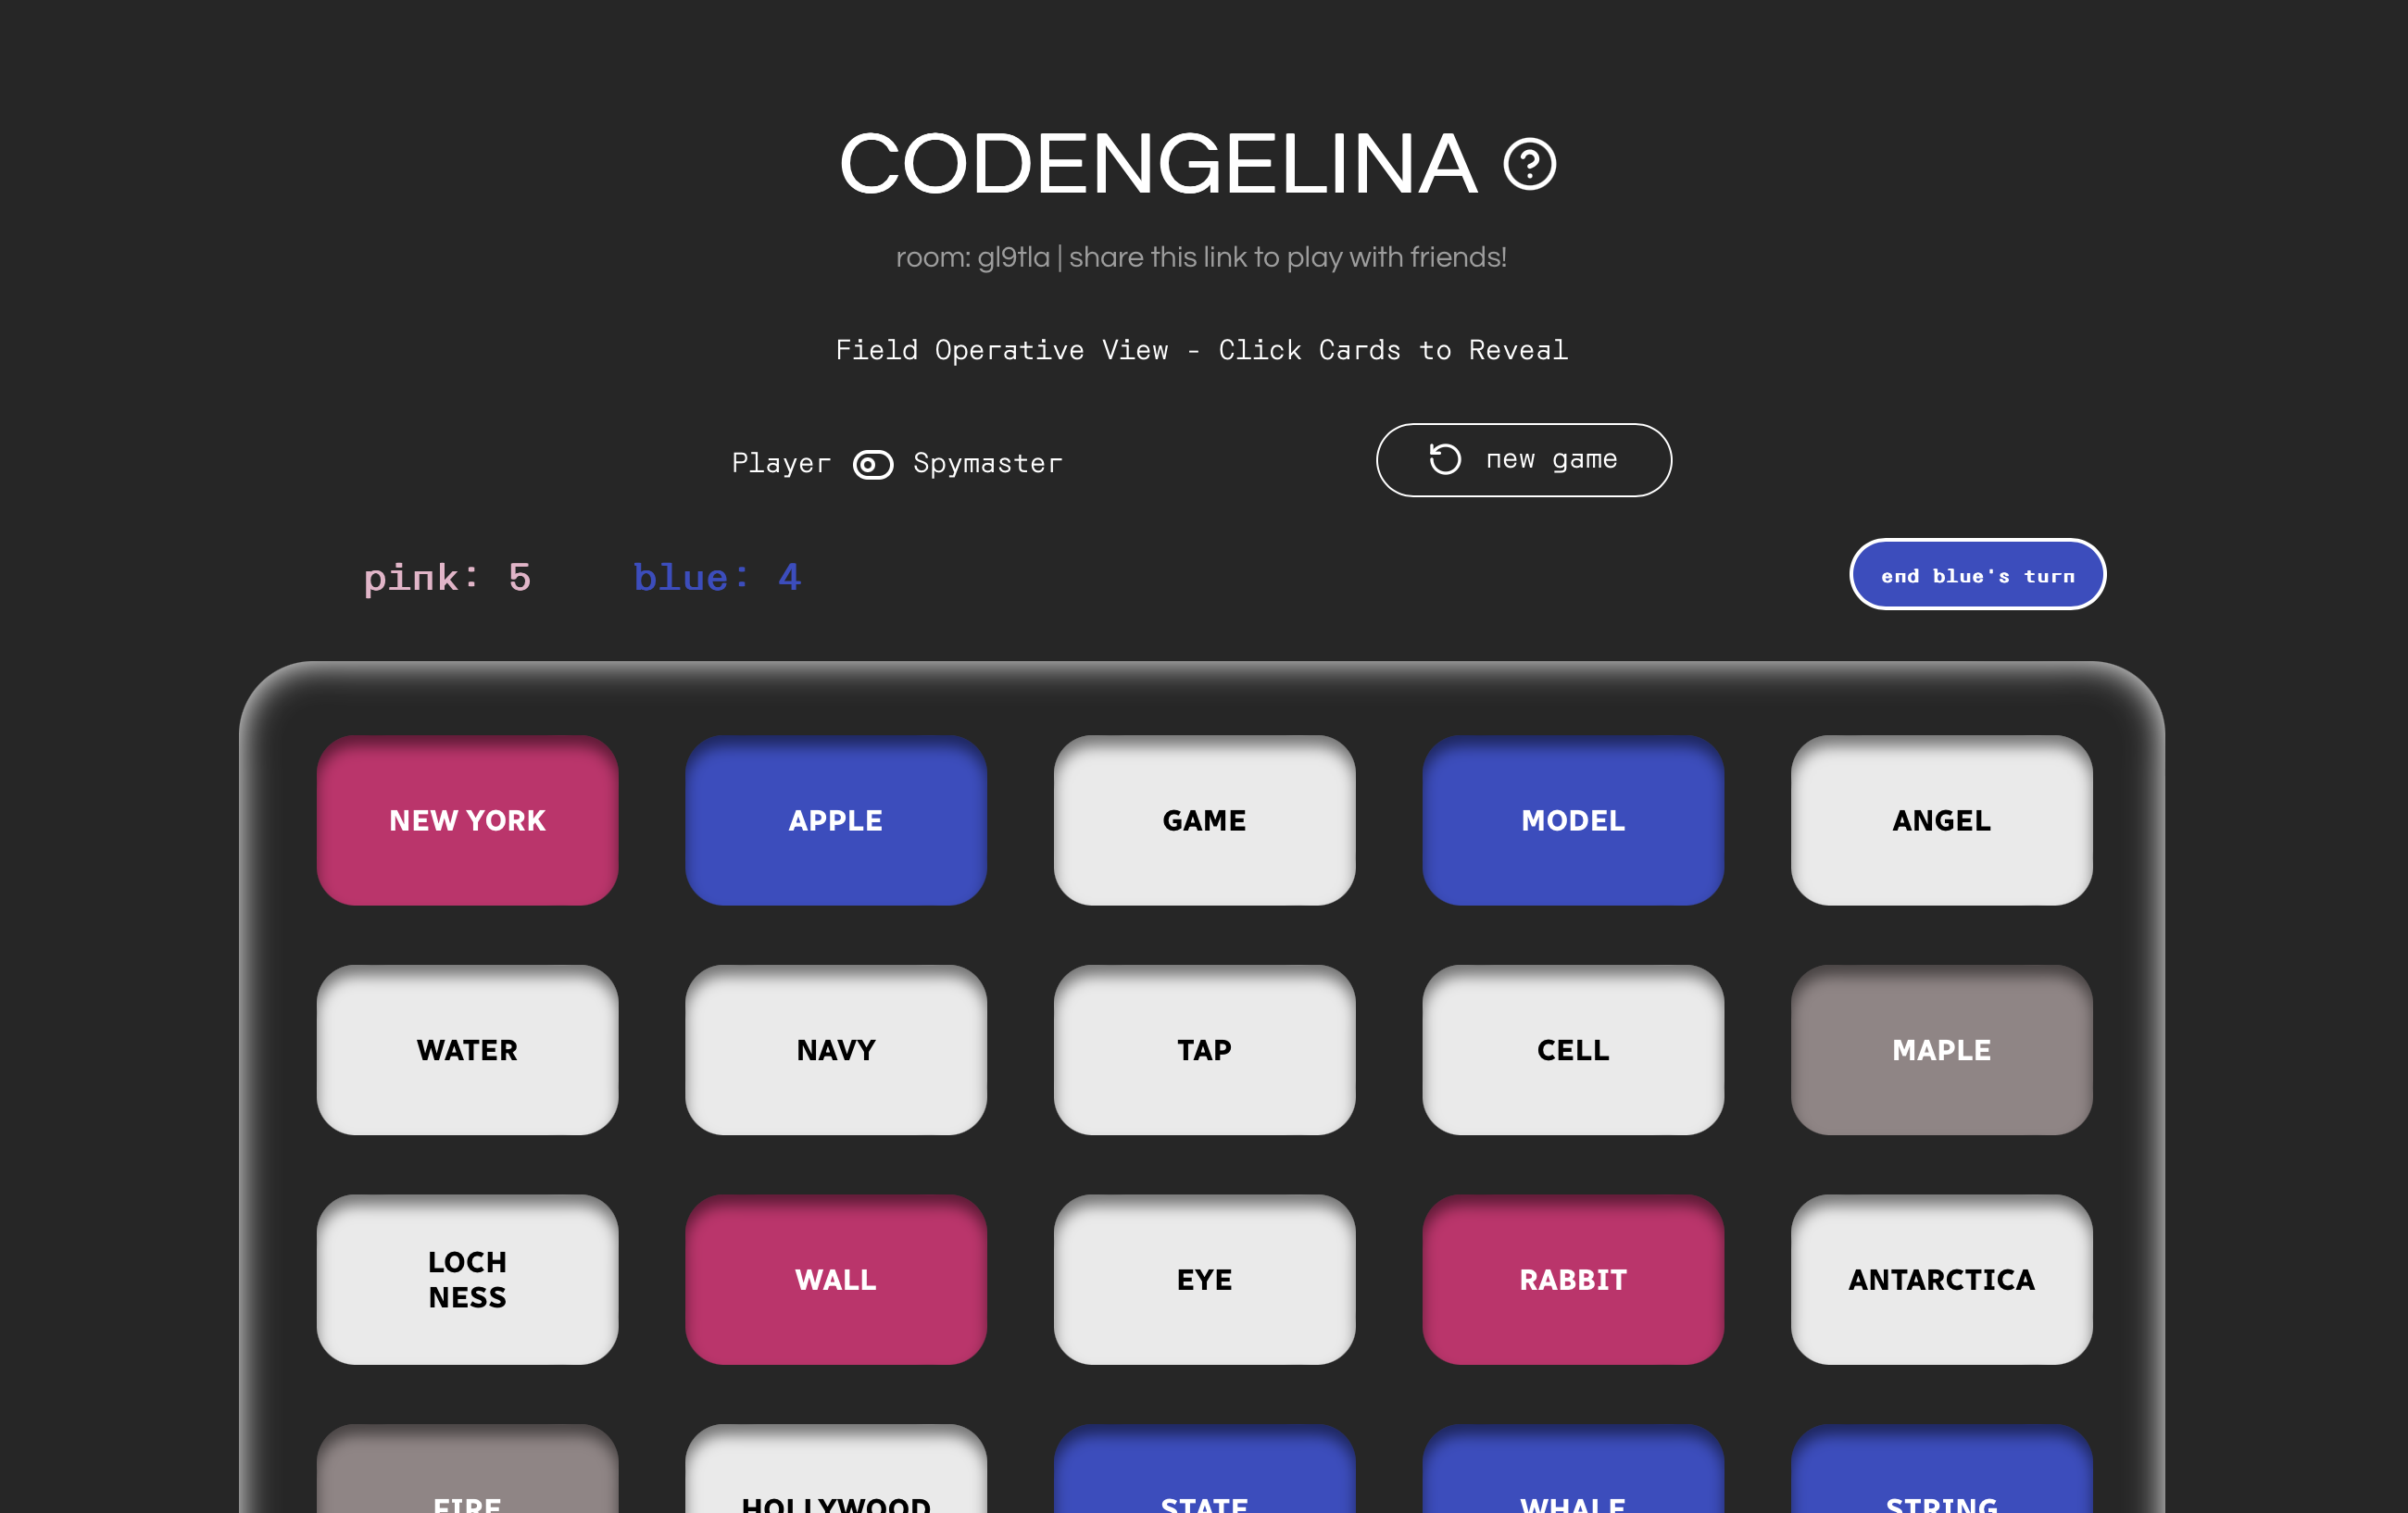 CODENGELINA
room: gl9tla | share this link to play with friends!
Field Operative View - Click Cards to Reveal
Player Spymaster
new game
pink: 5 blue: 4
end blue's turn
NEW YORK APPLE GAME MODEL ANGEL
WATER NAVY TAP CELL MAPLE
LOCH
NESS
WALL EYE RABBIT ANTARCTICA
FIRE HOLLYWOOD STATE WHALE STRING